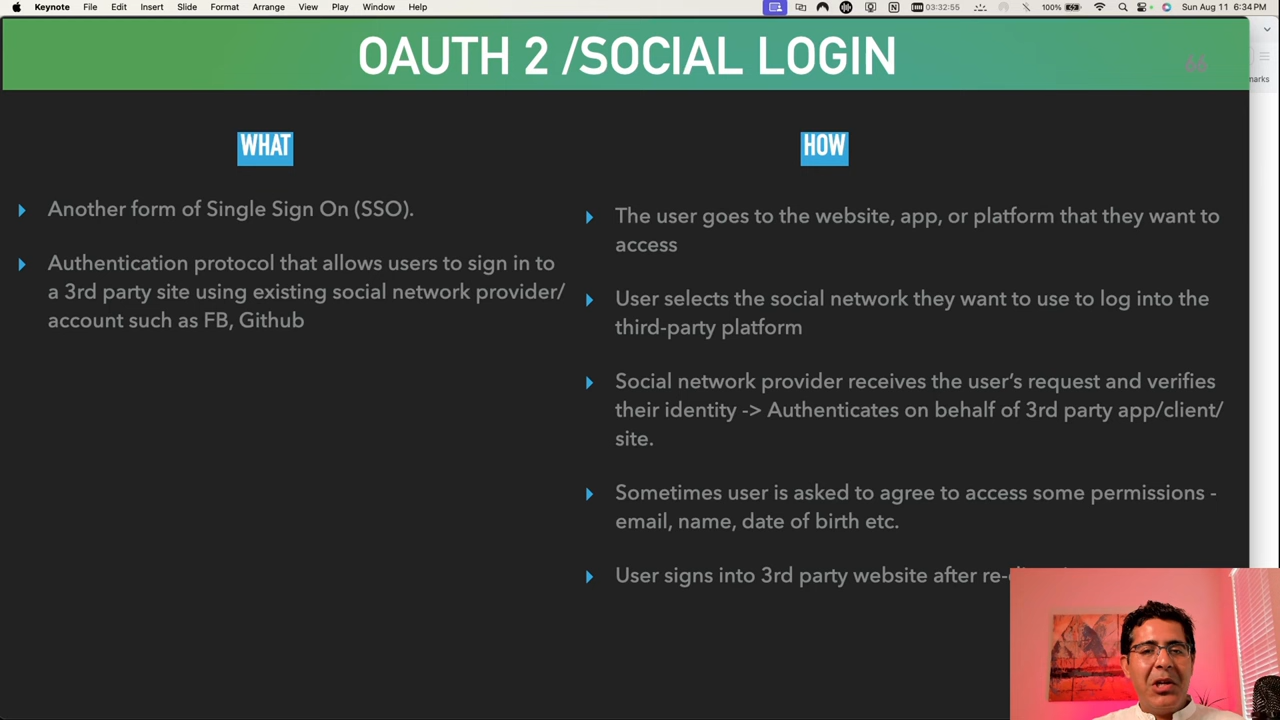 Keynote File Edit Insert Slide Format Arrange View Play Window Help 03:32:55 100% Sun Aug 11 6:34 PM
OAUTH 2 /SOCIAL LOGIN
66
marks
WHAT
Another form of Single Sign On (SSO).
Authentication protocol that allows users to sign in to
a 3rd party site using existing social network provider/
account such as FB, Github
HOW
The user goes to the website, app, or platform that they want to
access
User selects the social network they want to use to log into the
third-party platform
Social network provider receives the user's request and verifies
their identity -> Authenticates on behalf of 3rd party app/client/
site.
Sometimes user is asked to agree to access some permissions -
email, name, date of birth etc.
User signs into 3rd party website after